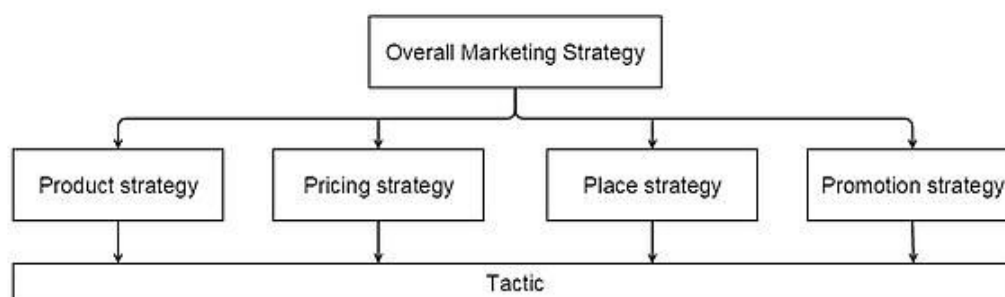 Overall Marketing Strategy
Product strategy
Pricing strategy
Place strategy
Promotion strategy
Tactic